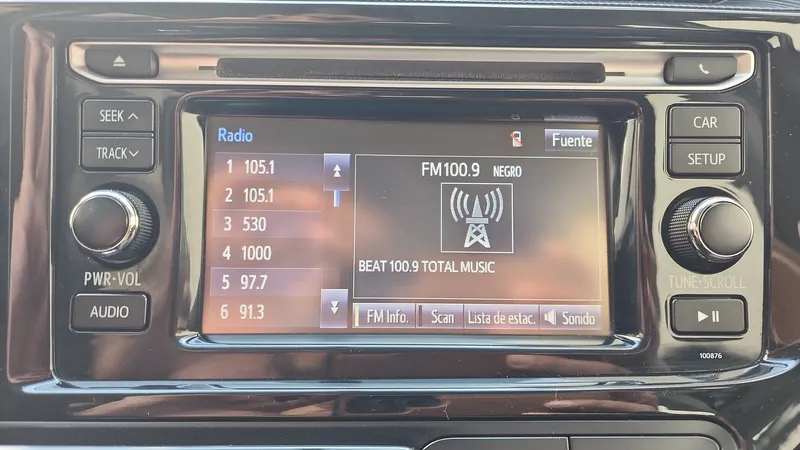 SEEK
TRACK
PWR•VOL
AUDIO
Radio
Fuente
1 105.1
2 105.1
3 530
4 1000
5 97.7
6 91.3
FM100.9 NEGRO
BEAT 100.9 TOTAL MUSIC
FM Info. Scan Lista de estac. Sonido
CAR
SETUP
TUNE•SCROLL
100876